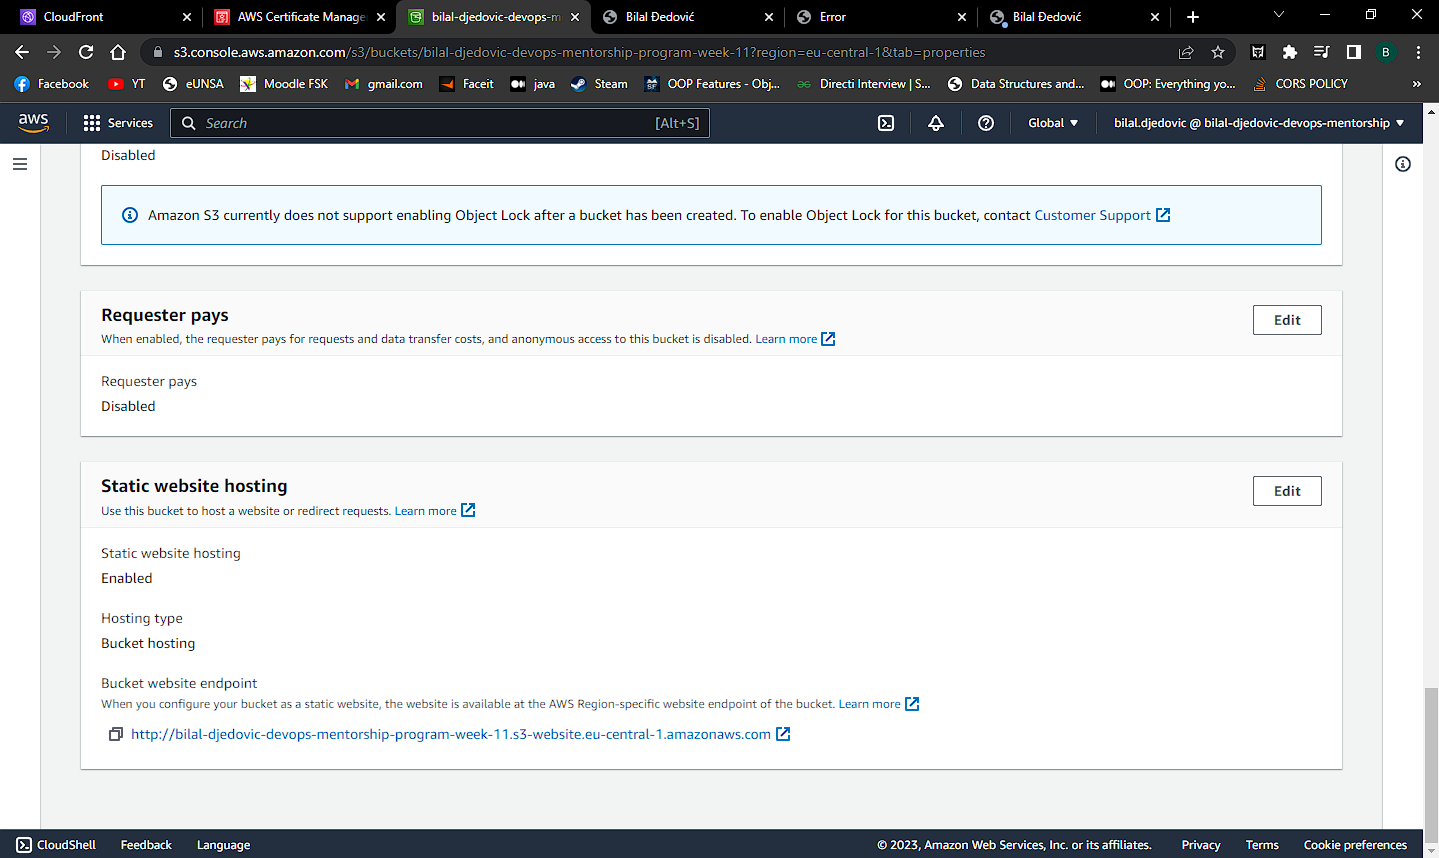 CloudFront
AWS Certificate Manage
bilal-djedovic-devops-m
Bilal Đedović
Error
Bilal Đedović
s3.console.aws.amazon.com/s3/buckets/bilal-djedovic-devops-mentorship-program-week-11?region=eu-central-1&tab=properties
B
Facebook
YT
eUNSA
Moodle FSK
gmail.com
Faceit
java
Steam
OOP Features - Obj...
Directi Interview | S...
Data Structures and...
OOP: Everything yo...
CORS POLICY
»
aws
Services
Search
[Alt+S]
Global
bilal.djedovic @ bilal-djedovic-devops-mentorship
Disabled
Amazon S3 currently does not support enabling Object Lock after a bucket has been created. To enable Object Lock for this bucket, contact Customer Support
Requester pays
Edit
When enabled, the requester pays for requests and data transfer costs, and anonymous access to this bucket is disabled. Learn more
Requester pays
Disabled
Static website hosting
Edit
Use this bucket to host a website or redirect requests. Learn more
Static website hosting
Enabled
Hosting type
Bucket hosting
Bucket website endpoint
When you configure your bucket as a static website, the website is available at the AWS Region-specific website endpoint of the bucket. Learn more
http://bilal-djedovic-devops-mentorship-program-week-11.s3-website.eu-central-1.amazonaws.com
CloudShell
Feedback
Language
© 2023, Amazon Web Services, Inc. or its affiliates.
Privacy
Terms
Cookie preferences